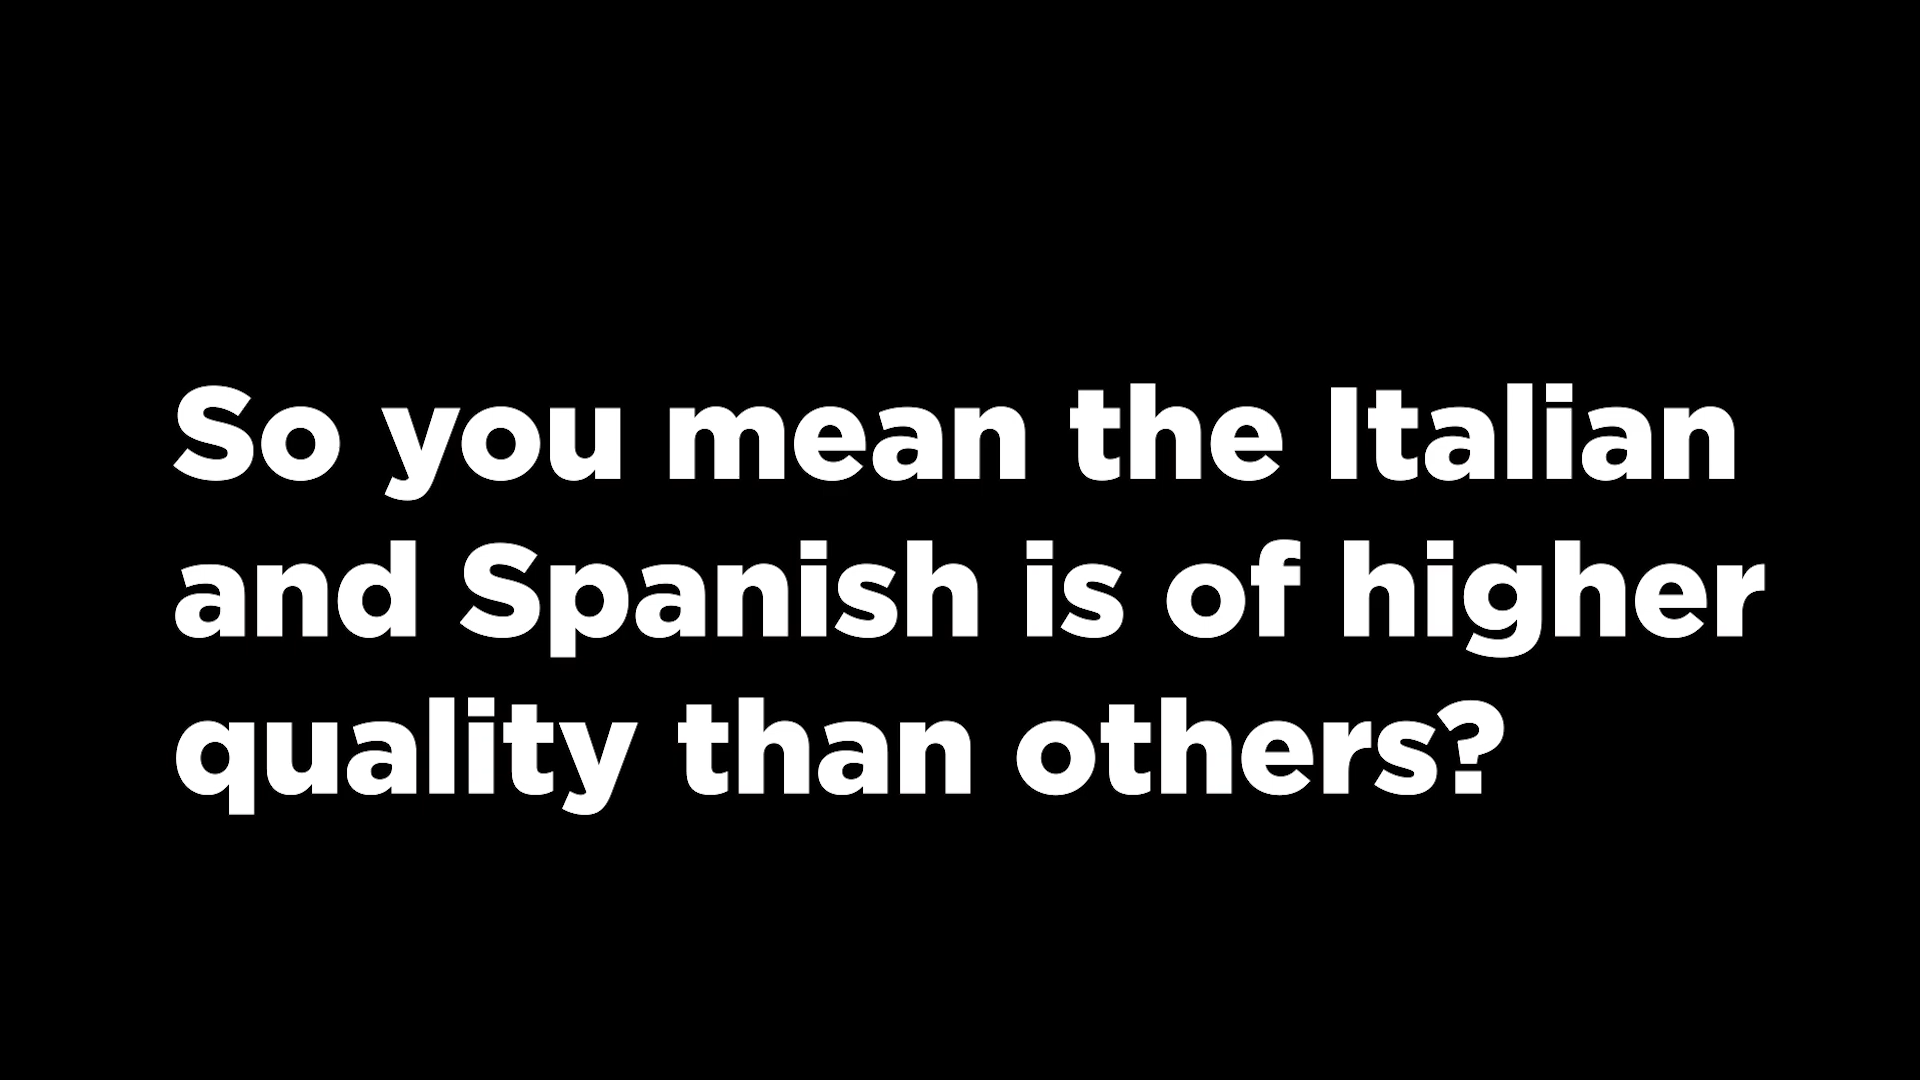 So you mean the Italian
and Spanish is of higher
quality than others?